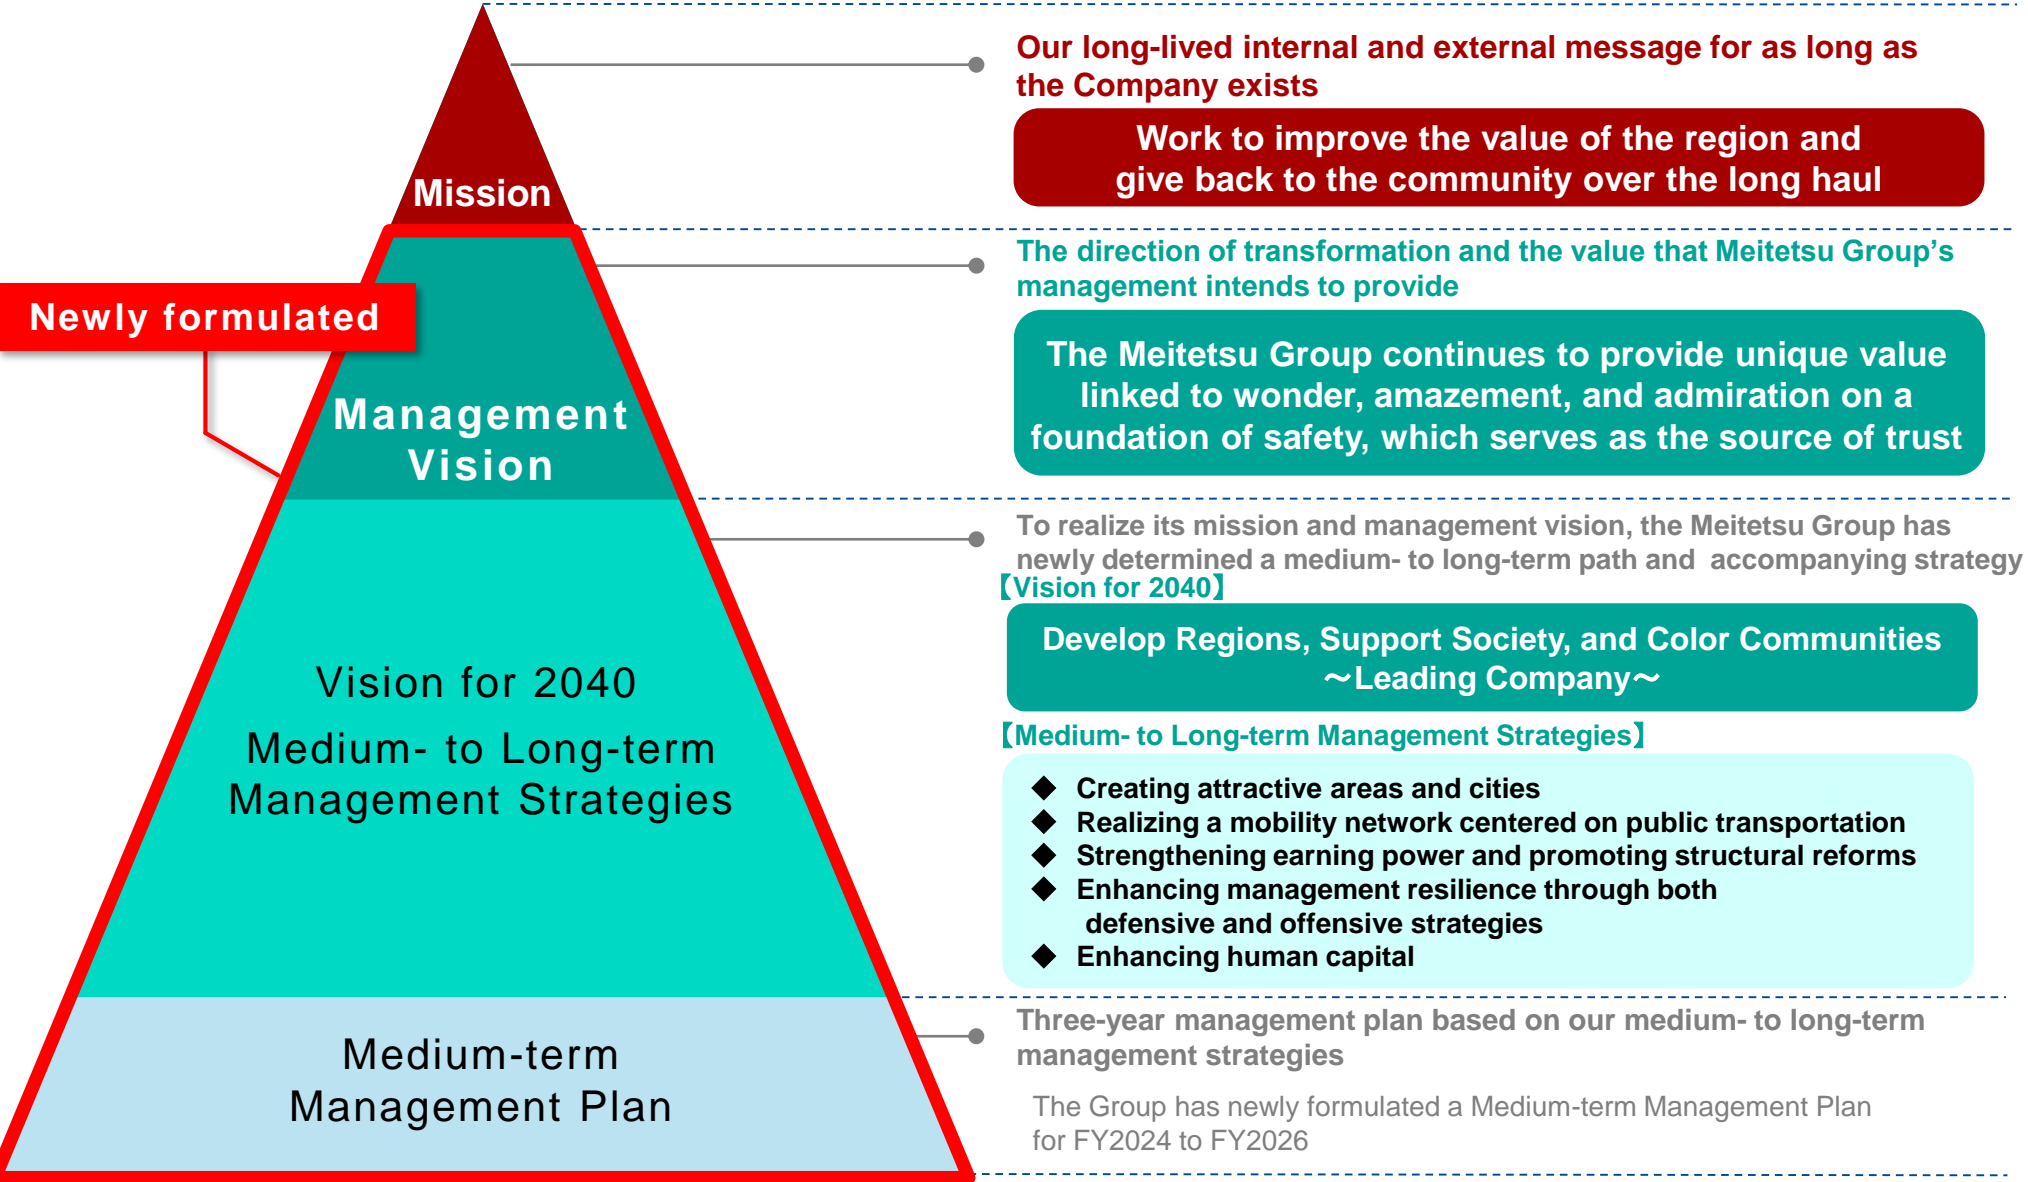 Mission
Our long-lived internal and external message for as long as
the Company exists
Work to improve the value of the region and
give back to the community over the long haul
Newly formulated
Management
Vision
The direction of transformation and the value that Meitetsu Group’s
management intends to provide
The Meitetsu Group continues to provide unique value
linked to wonder, amazement, and admiration on a
foundation of safety, which serves as the source of trust
Vision for 2040
Medium- to Long-term
Management Strategies
To realize its mission and management vision, the Meitetsu Group has
newly determined a medium- to long-term path and accompanying strategy
【Vision for 2040】
Develop Regions, Support Society, and Color Communities
～Leading Company～
【Medium- to Long-term Management Strategies】
◆ Creating attractive areas and cities
◆ Realizing a mobility network centered on public transportation
◆ Strengthening earning power and promoting structural reforms
◆ Enhancing management resilience through both
defensive and offensive strategies
◆ Enhancing human capital
Medium-term
Management Plan
Three-year management plan based on our medium- to long-term
management strategies
The Group has newly formulated a Medium-term Management Plan
for FY2024 to FY2026